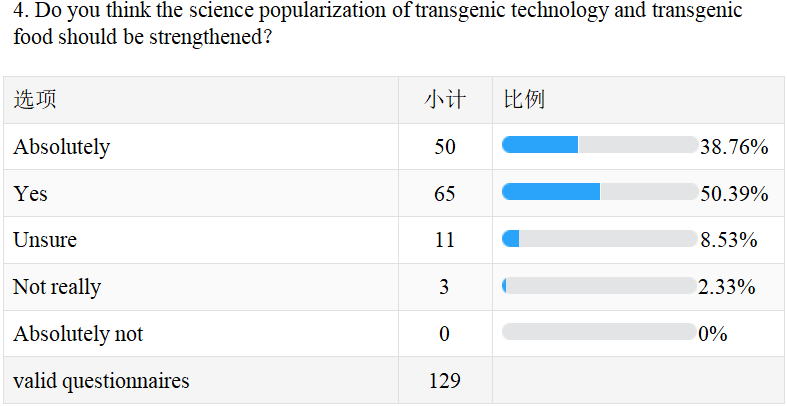 4. Do you think the science popularization of transgenic technology and transgenic
food should be strengthened?
选项 小计 比例
Absolutely 50 38.76%
Yes 65 50.39%
Unsure 11 8.53%
Not really 3 2.33%
Absolutely not 0 0%
valid questionnaires 129